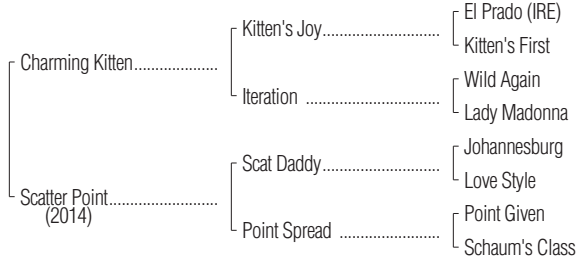 El Prado (IRE)
Kitten's Joy........................
Kitten's First
Charming Kitten.....................
Wild Again
Iteration ...........................
Lady Madonna
Johannesburg
Scat Daddy........................
Love Style
Scatter Point...........................
(2014)
Point Given
Point Spread .....................
Schaum's Class